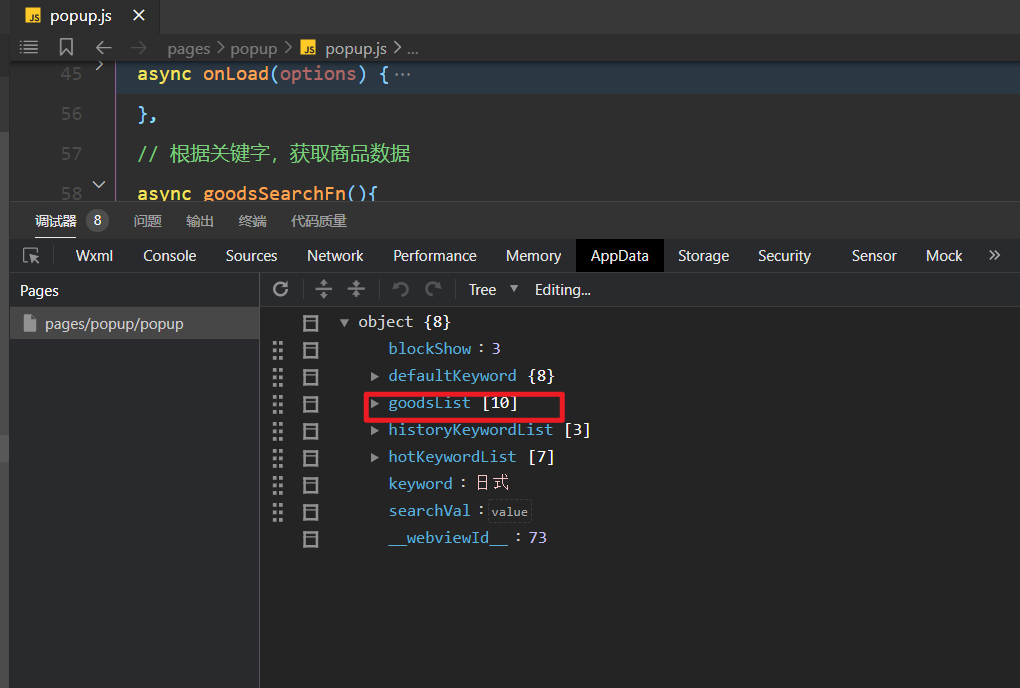 JS popup.js
pages > popup > JS popup.js > ...
45 async onLoad(options) { ···
56 },
57 // 根据关键字，获取商品数据
58 async goodsSearchFn(){
调试器 8 问题 输出 终端 代码质量
Wxml Console Sources Network Performance Memory AppData Storage Security Sensor Mock
Pages
Tree Editing...
pages/popup/popup
object {8}
blockShow : 3
defaultKeyword {8}
goodsList [10]
historyKeywordList [3]
hotKeywordList [7]
keyword : 日式
searchVal : value
__webviewId__ : 73